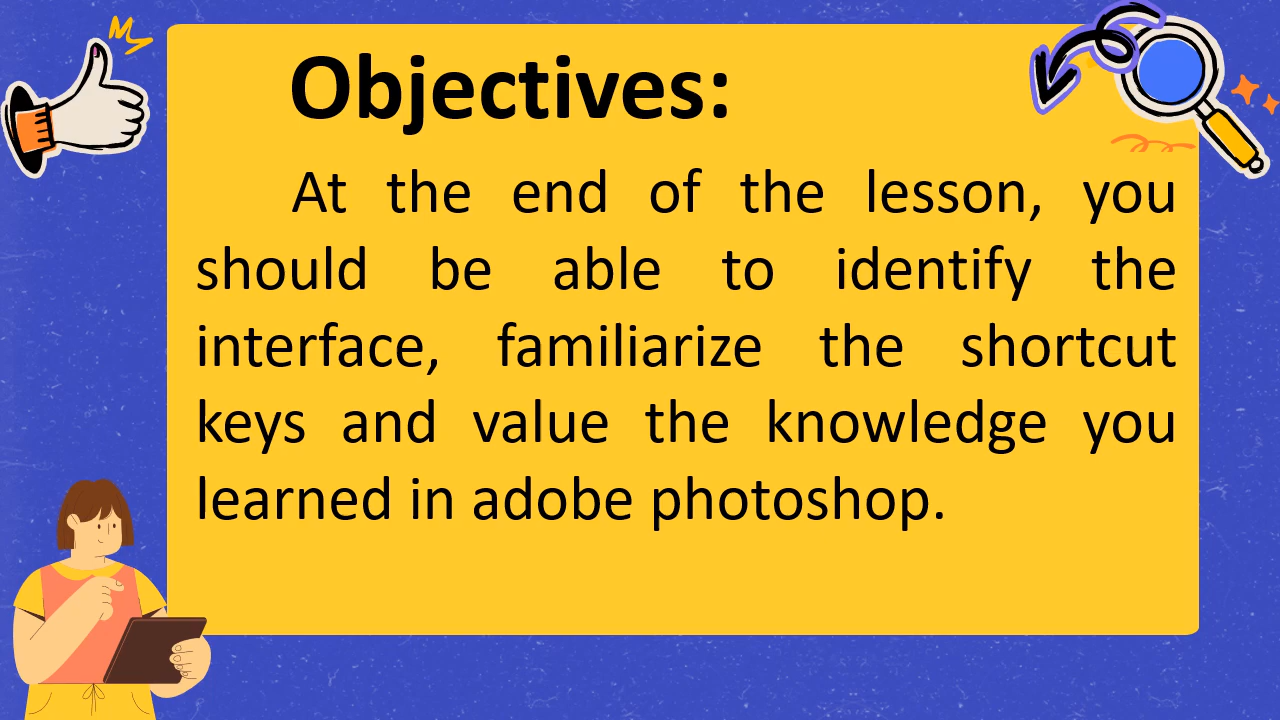 Objectives:
At the end of the lesson, you
should be able to identify the
interface, familiarize the shortcut
keys and value the knowledge you
learned in adobe photoshop.